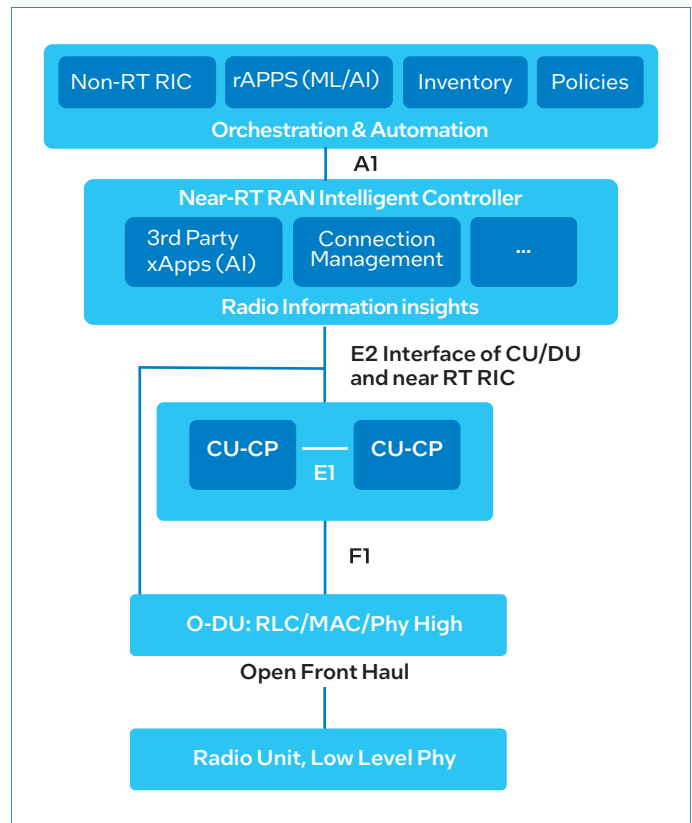 Non-RT RIC
rAPPS (ML/AI)
Inventory
Policies
Orchestration & Automation
A1
Near-RT RAN Intelligent Controller
3rd Party
xApps (AI)
Connection
Management
...
Radio Information insights
E2 Interface of CU/DU
and near RT RIC
CU-CP
E1
CU-CP
F1
O-DU: RLC/MAC/Phy High
Open Front Haul
Radio Unit, Low Level Phy